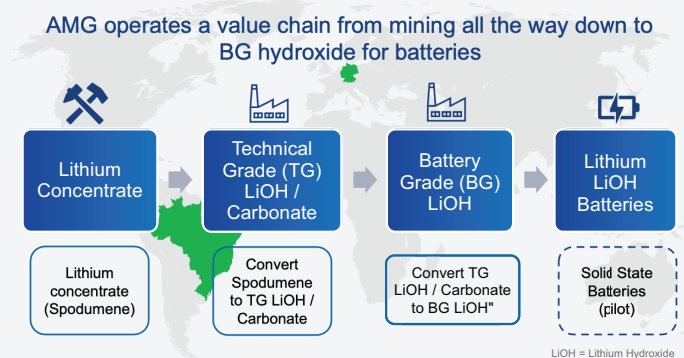 AMG operates a value chain from mining all the way down to
BG hydroxide for batteries
Lithium
Concentrate
Technical
Grade (TG)
LiOH /
Carbonate
Battery
Grade (BG)
LiOH
Lithium
LiOH
Batteries
Lithium
concentrate
(Spodumene)
Convert
Spodumene
to TG LiOH /
Carbonate
Convert TG
LiOH / Carbonate
to BG LiOH"
Solid State
Batteries
(pilot)
LiOH = Lithium Hydroxide